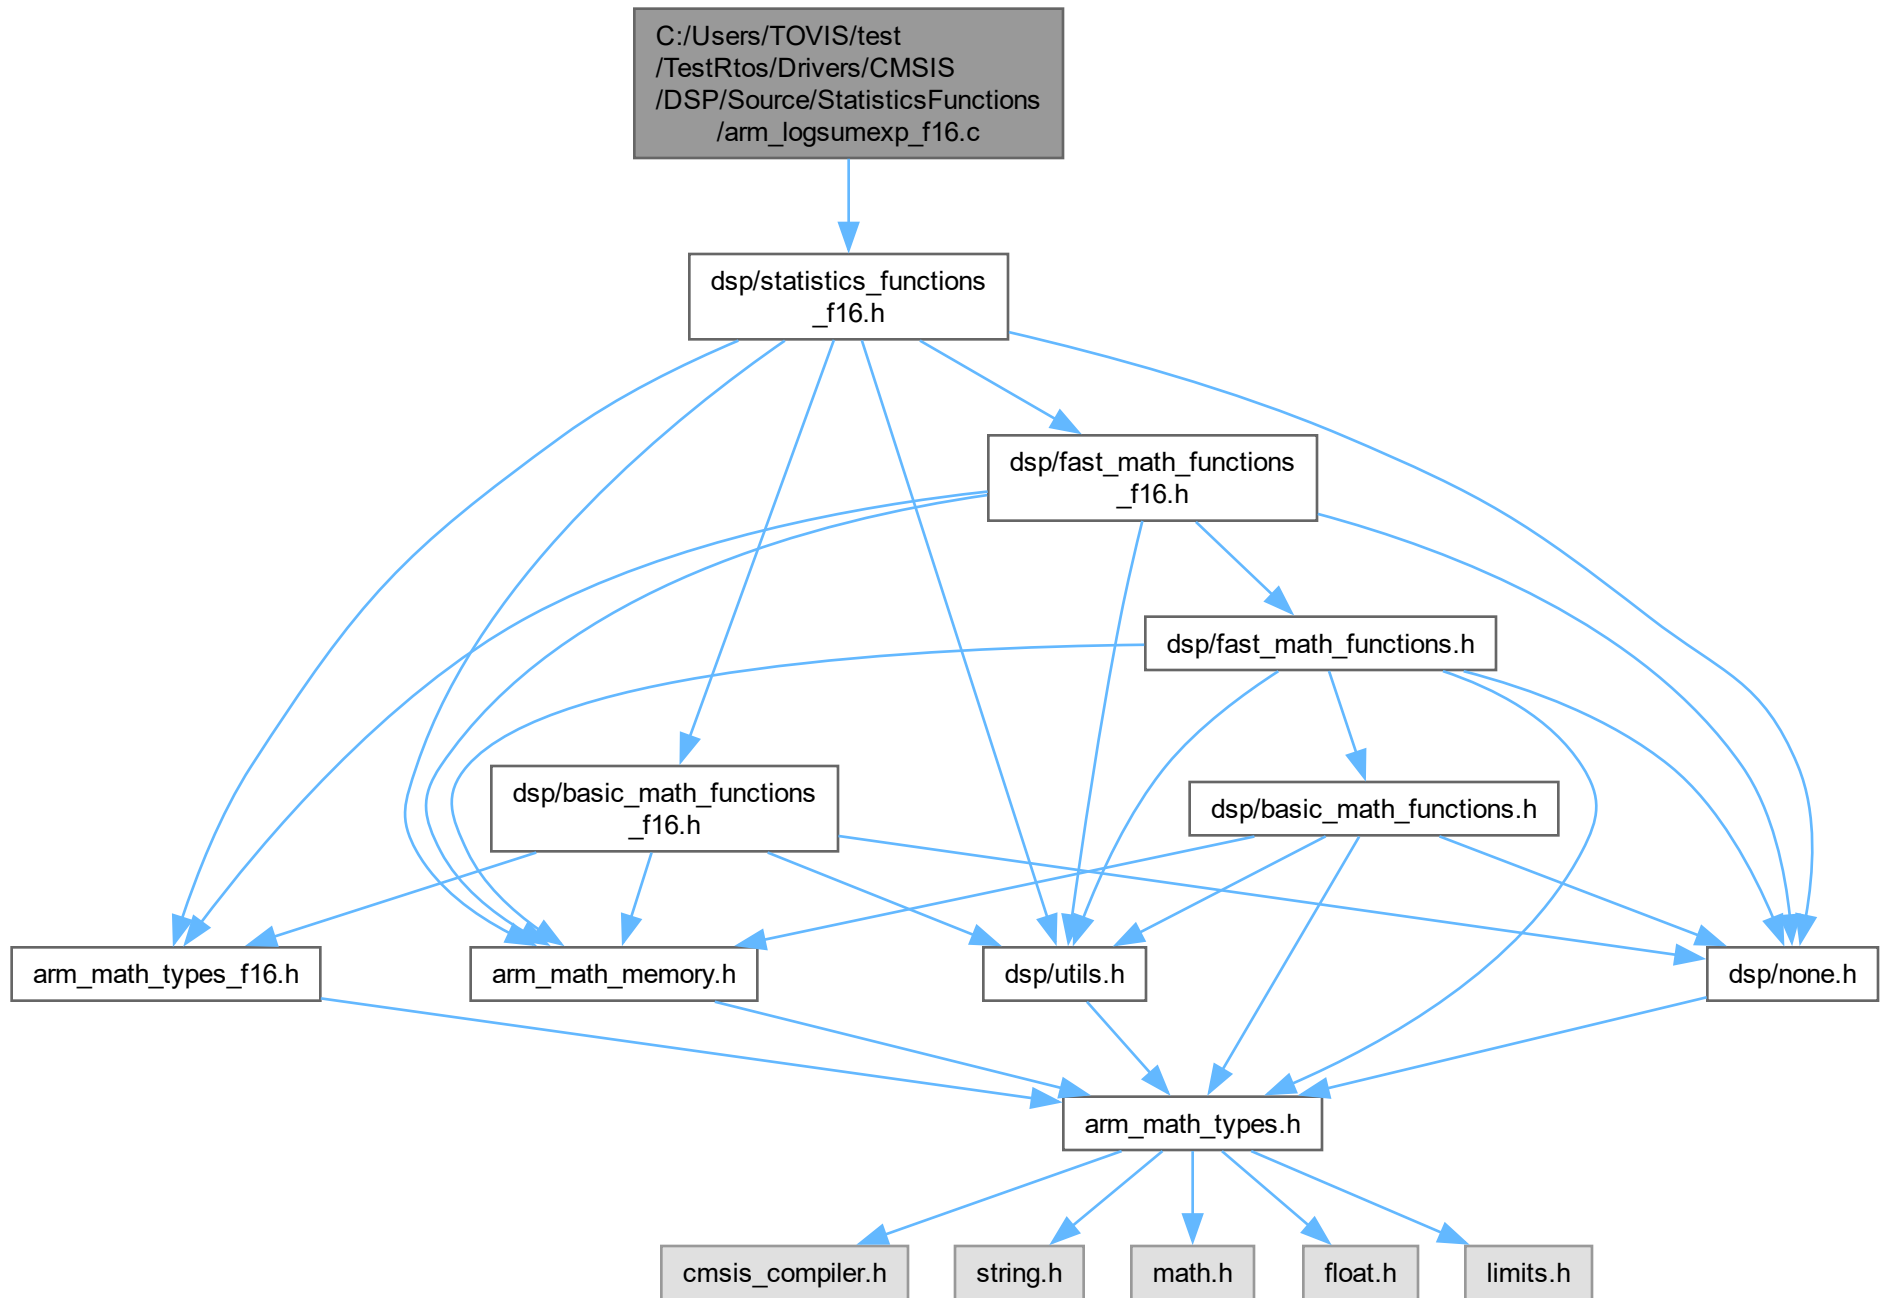 C:/Users/TOVIS/test
/TestRtos/Drivers/CMSIS
/DSP/Source/StatisticsFunctions
/arm_logsumexp_f16.c
dsp/statistics_functions
_f16.h
dsp/fast_math_functions
_f16.h
dsp/fast_math_functions.h
dsp/basic_math_functions
_f16.h
dsp/basic_math_functions.h
arm_math_types_f16.h
arm_math_memory.h
dsp/utils.h
dsp/none.h
arm_math_types.h
cmsis_compiler.h
string.h
math.h
float.h
limits.h